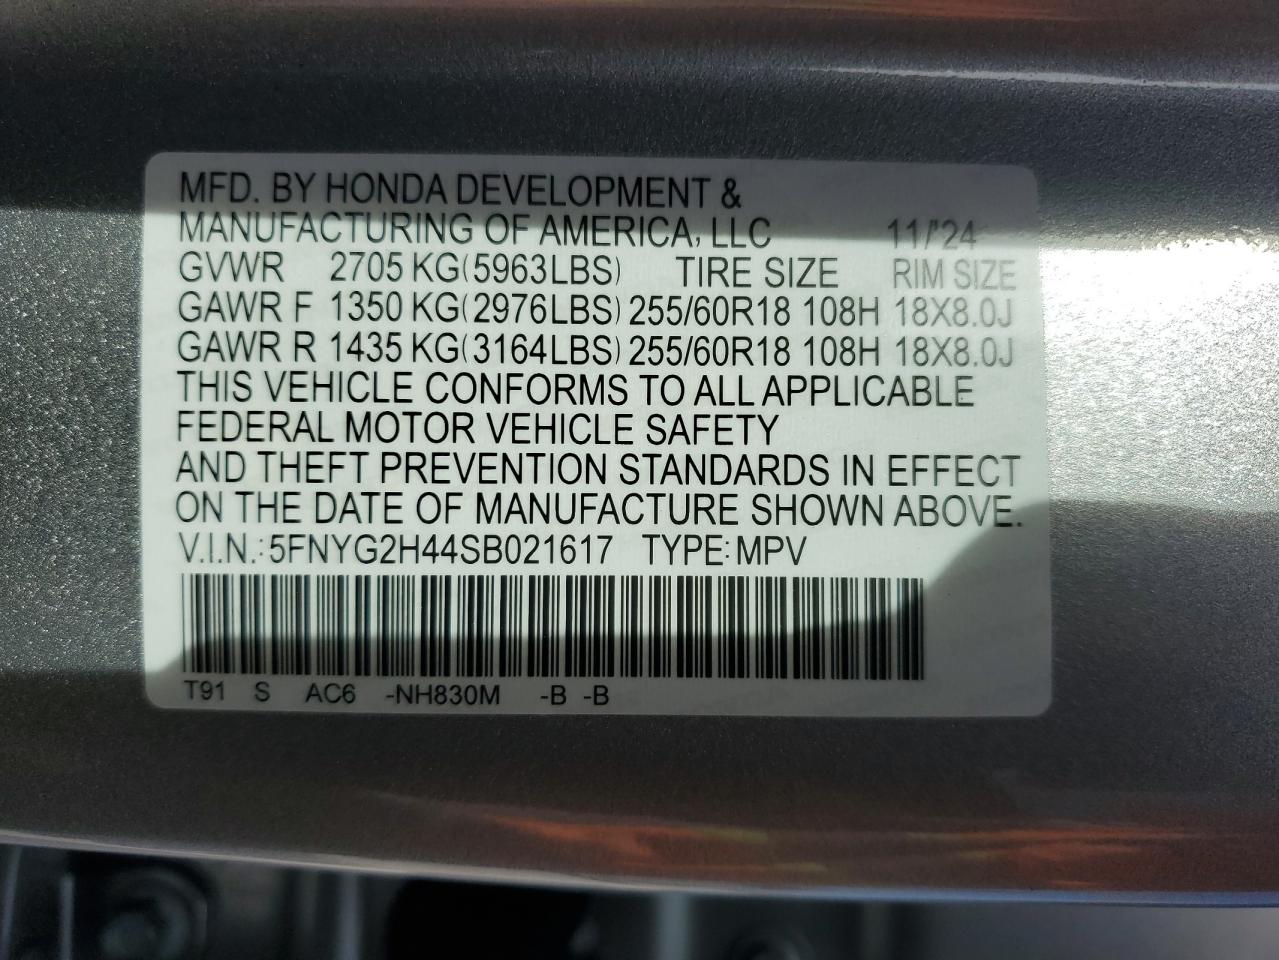 MFD. BY HONDA DEVELOPMENT &
MANUFACTURING OF AMERICA, LLC 11/'24
GVWR 2705 KG(5963LBS) TIRE SIZE RIM SIZE
GAWR F 1350 KG(2976LBS) 255/60R18 108H 18X8.0J
GAWR R 1435 KG(3164LBS) 255/60R18 108H 18X8.0J
THIS VEHICLE CONFORMS TO ALL APPLICABLE
FEDERAL MOTOR VEHICLE SAFETY
AND THEFT PREVENTION STANDARDS IN EFFECT
ON THE DATE OF MANUFACTURE SHOWN ABOVE.
V.I.N.: 5FNYG2H44SB021617 TYPE: MPV
T91 S AC6 -NH830M -B -B